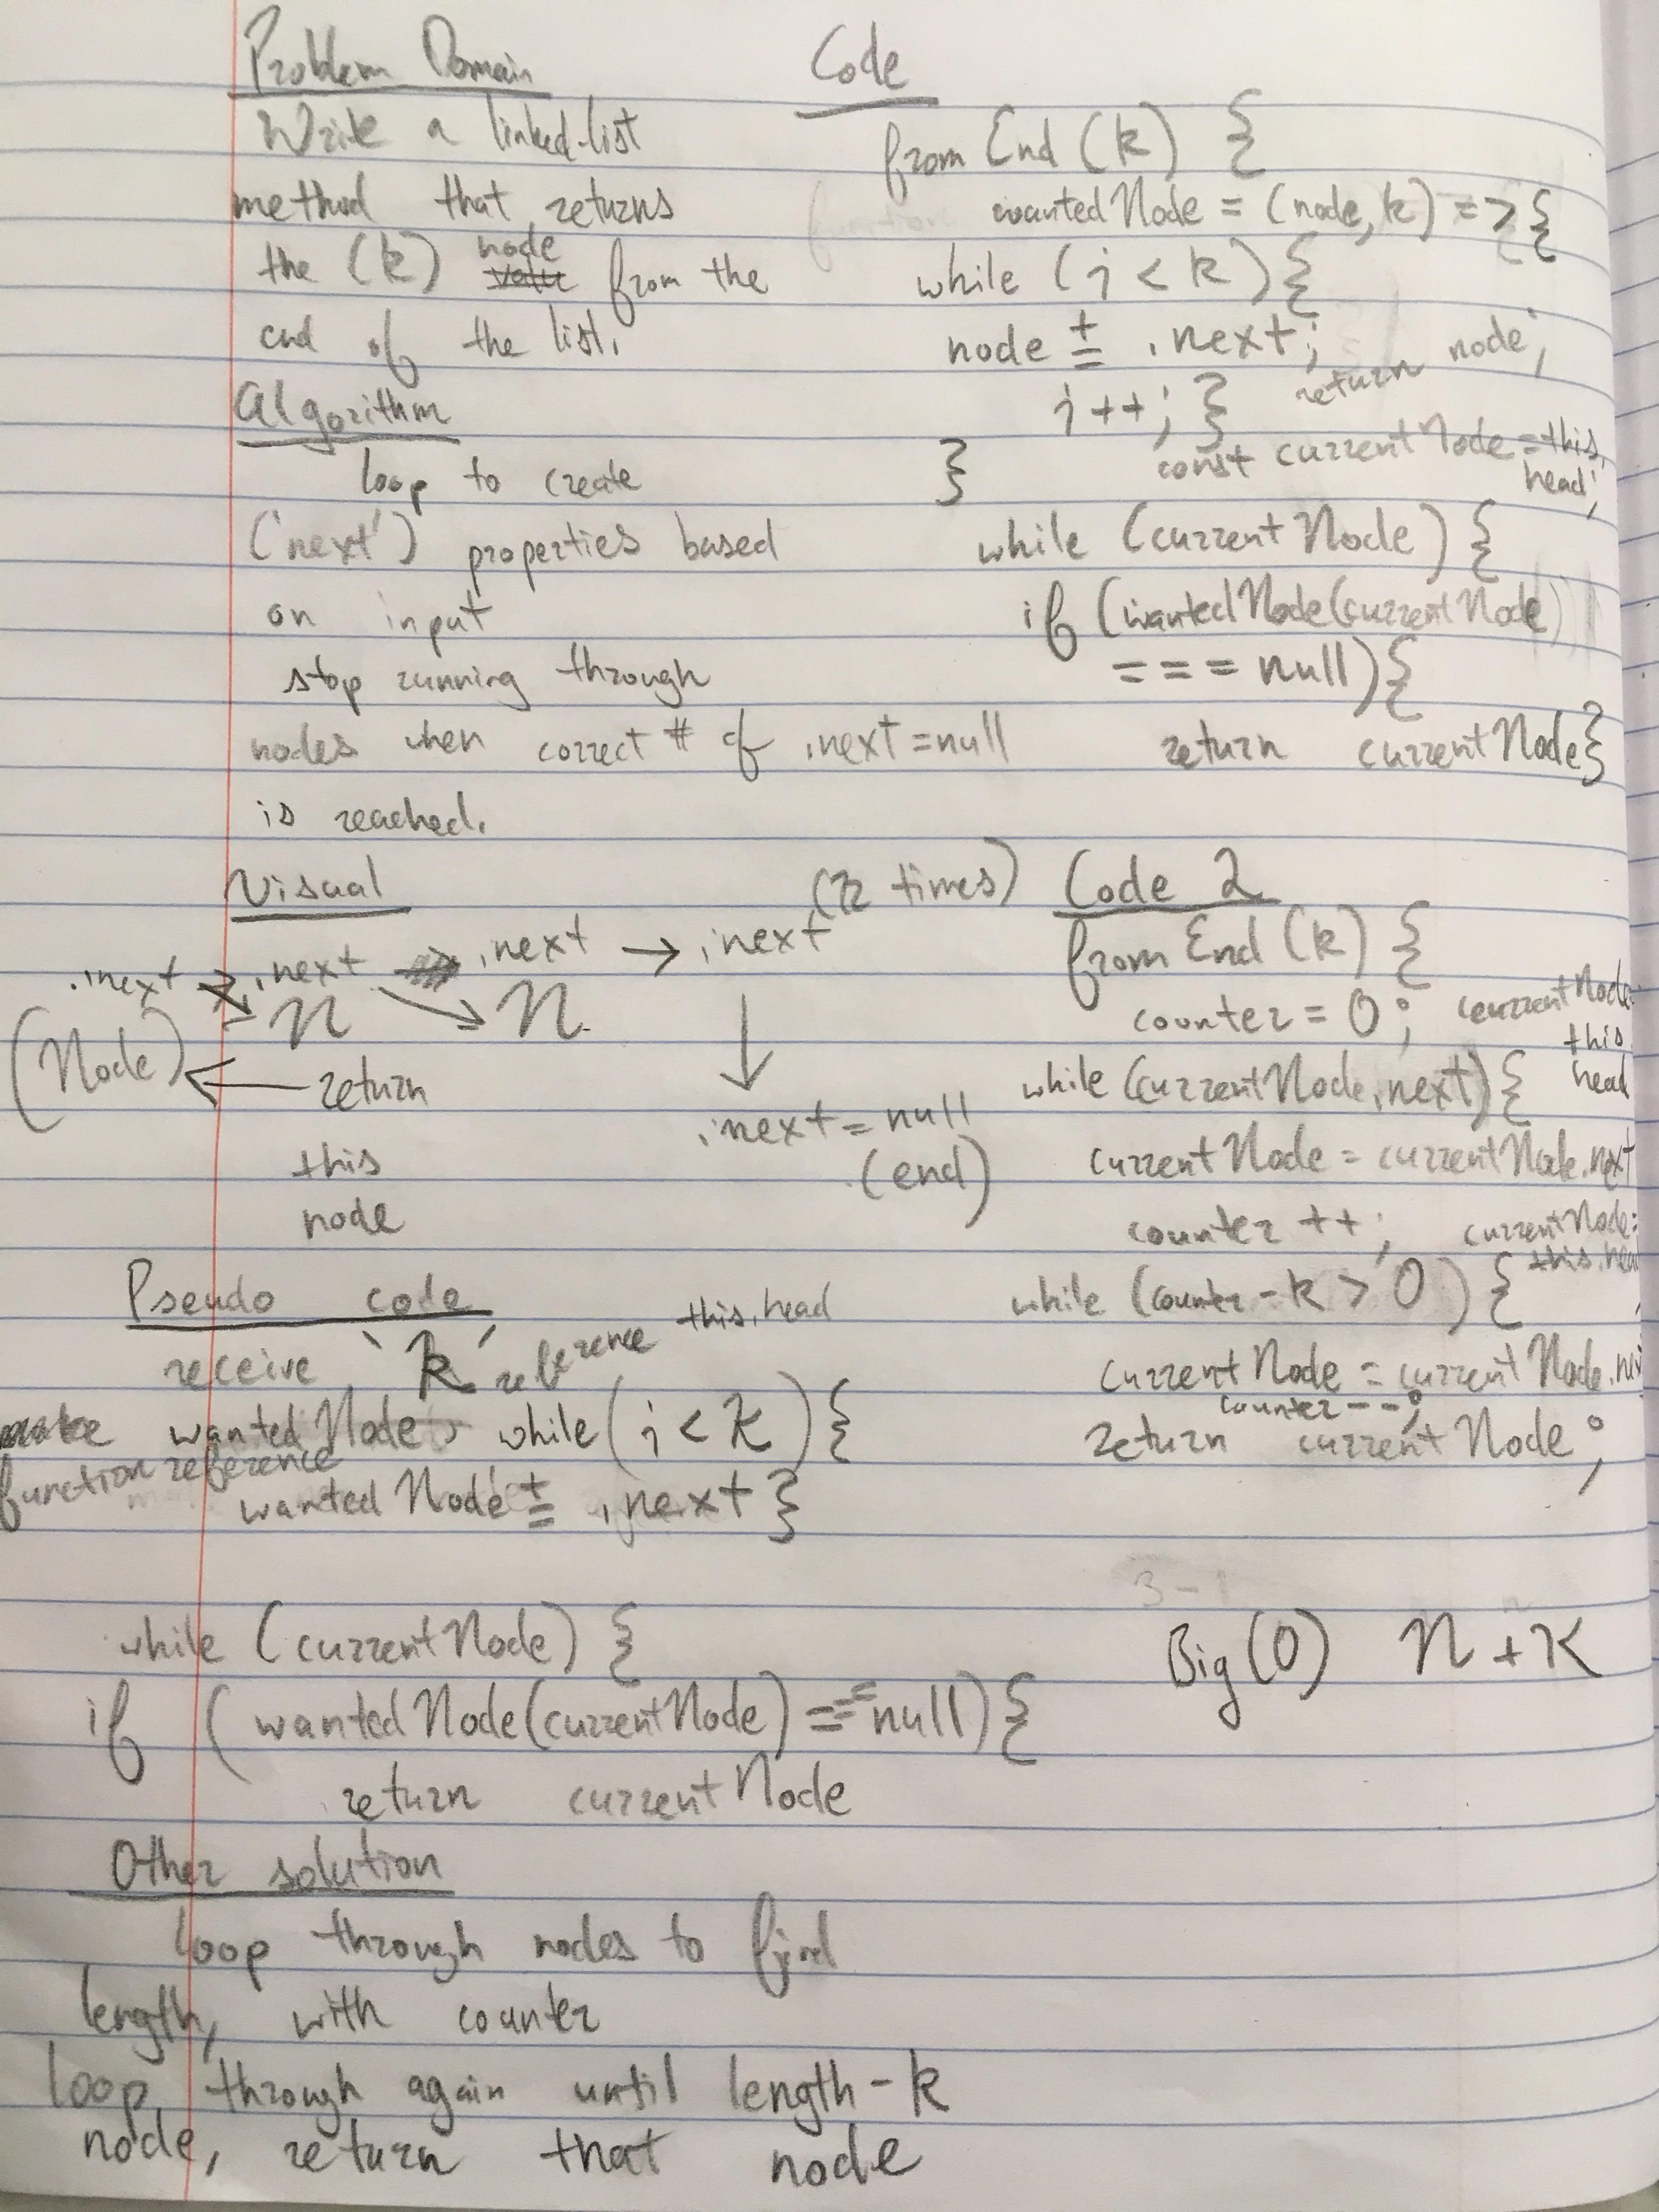 Problem Domain
Write a linked-list
method that returns
the (k) node from the
end of the list.
Algorithm
loop to create
('next') properties based
on input
stop running through
nodes when correct # of .next = null
is reached.
Visual
(k times)
.next → .next → .next → .next
(Node) n n
← return
this
node
.next = null
(end)
Pseudo code
receive 'k' reference this.head
wantedNode while (i < k) {
function reference
wantedNode += .next }
while (currentNode) {
if (wantedNode(currentNode) === null) {
return currentNode
Other solution
loop through nodes to find
length, with counter
loop through again until length - k
node, return that node
Code
fromEnd (k) {
wantedNode = (node, k) => {
while (i < k) {
node += .next;
i++; } return node;
}
const currentNode = this.
head;
while (currentNode) {
if (wantedNode(currentNode)
=== null) {
return currentNode}
Code 2
fromEnd (k) {
counter = 0; currentNode
this.
head
while (currentNode.next) {
currentNode = currentNode.next
counter ++; currentNode =
this.head
while (counter - k > 0) {
currentNode = currentNode.
counter--;
return currentNode;
3 - 1
Big (O) n + k